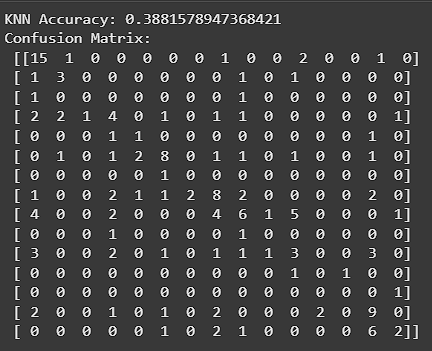 KNN Accuracy: 0.3881578947368421
Confusion Matrix:
[[15 1 0 0 0 0 0 0 1 0 0 2 0 0 1 0]
[ 1 3 0 0 0 0 0 0 1 0 1 0 0 0 0 0]
[ 1 0 0 0 0 0 0 0 1 0 0 0 0 0 0 0]
[ 2 2 1 4 0 1 0 1 1 0 0 0 0 0 0 1]
[ 0 0 0 1 1 0 0 0 0 0 0 0 0 0 1 0]
[ 0 1 0 1 2 8 0 1 1 0 1 0 0 0 1 0]
[ 0 0 0 0 0 1 0 0 0 0 0 0 0 0 0 0]
[ 1 0 0 2 1 1 2 8 2 0 0 0 0 0 2 0]
[ 4 0 0 2 0 0 0 4 6 1 5 0 0 0 0 1]
[ 0 0 0 1 0 0 0 0 1 0 0 0 0 0 0 0]
[ 3 0 0 2 0 1 0 1 1 1 3 0 0 0 3 0]
[ 0 0 0 0 0 0 0 0 0 0 1 0 1 0 0]
[ 0 0 0 0 0 0 0 0 0 0 0 0 0 0 0 1]
[ 2 0 0 1 0 1 0 2 0 0 0 2 0 9 0]
[ 0 0 0 0 0 1 0 2 1 0 0 0 0 6 2]]